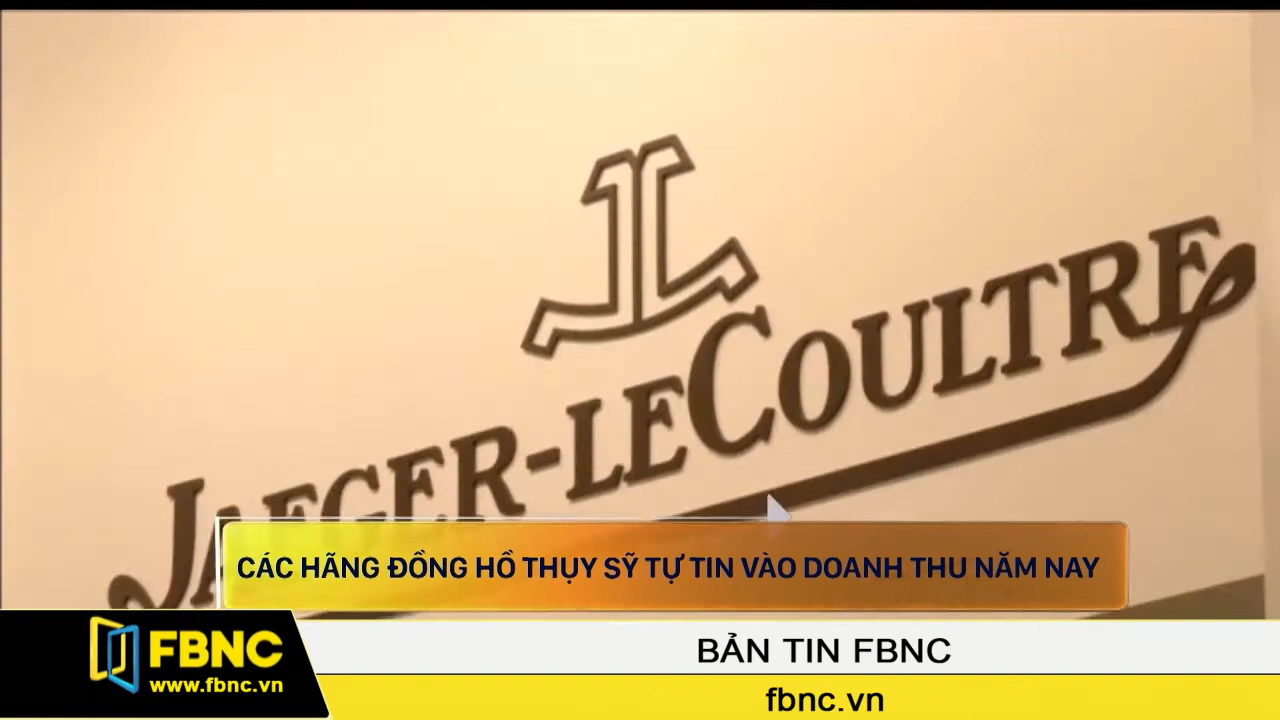 JAEGER-LECOULTRE
CÁC HÃNG ĐỒNG HỒ THỤY SỸ TỰ TIN VÀO DOANH THU NĂM NAY
FBNC
www.fbnc.vn
BẢN TIN FBNC
fbnc.vn